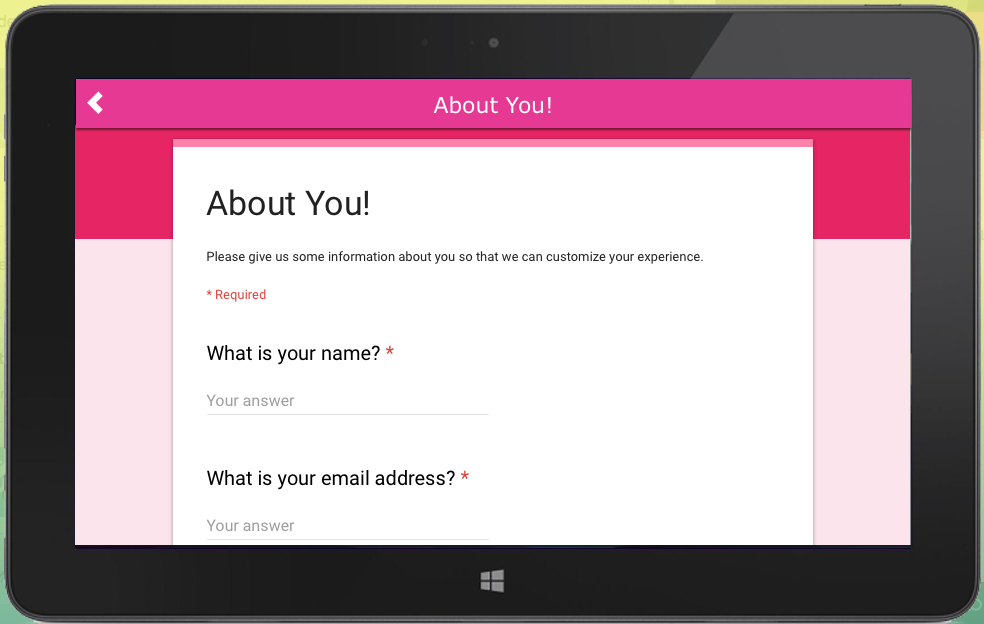 About You!
About You!
Please give us some information about you so that we can customize your experience.
* Required
What is your name? *
Your answer
What is your email address? *
Your answer